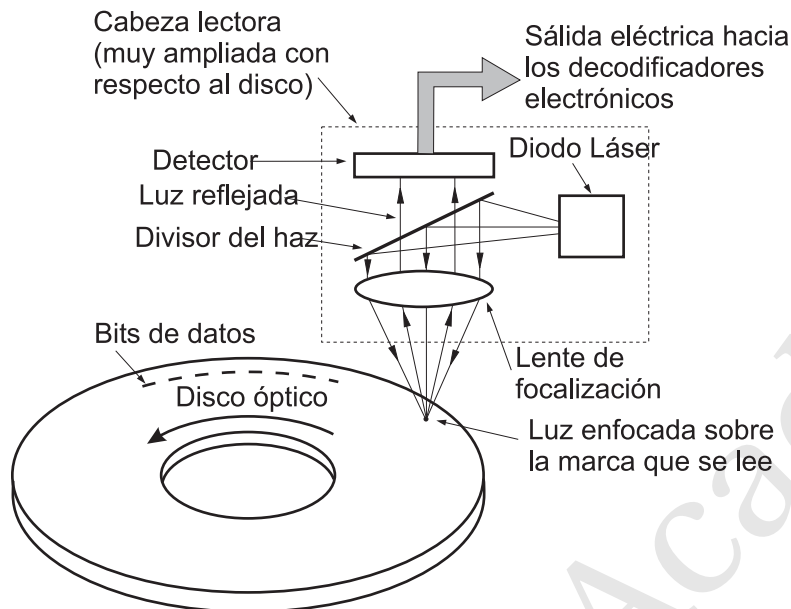 Cabeza lectora
(muy ampliada con
respecto al disco)
Sálida eléctrica hacia
los decodificadores
electrónicos
Detector
Diodo Láser
Luz reflejada
Divisor del haz
Bits de datos
Lente de
focalización
Disco óptico
Luz enfocada sobre
la marca que se lee
Acad